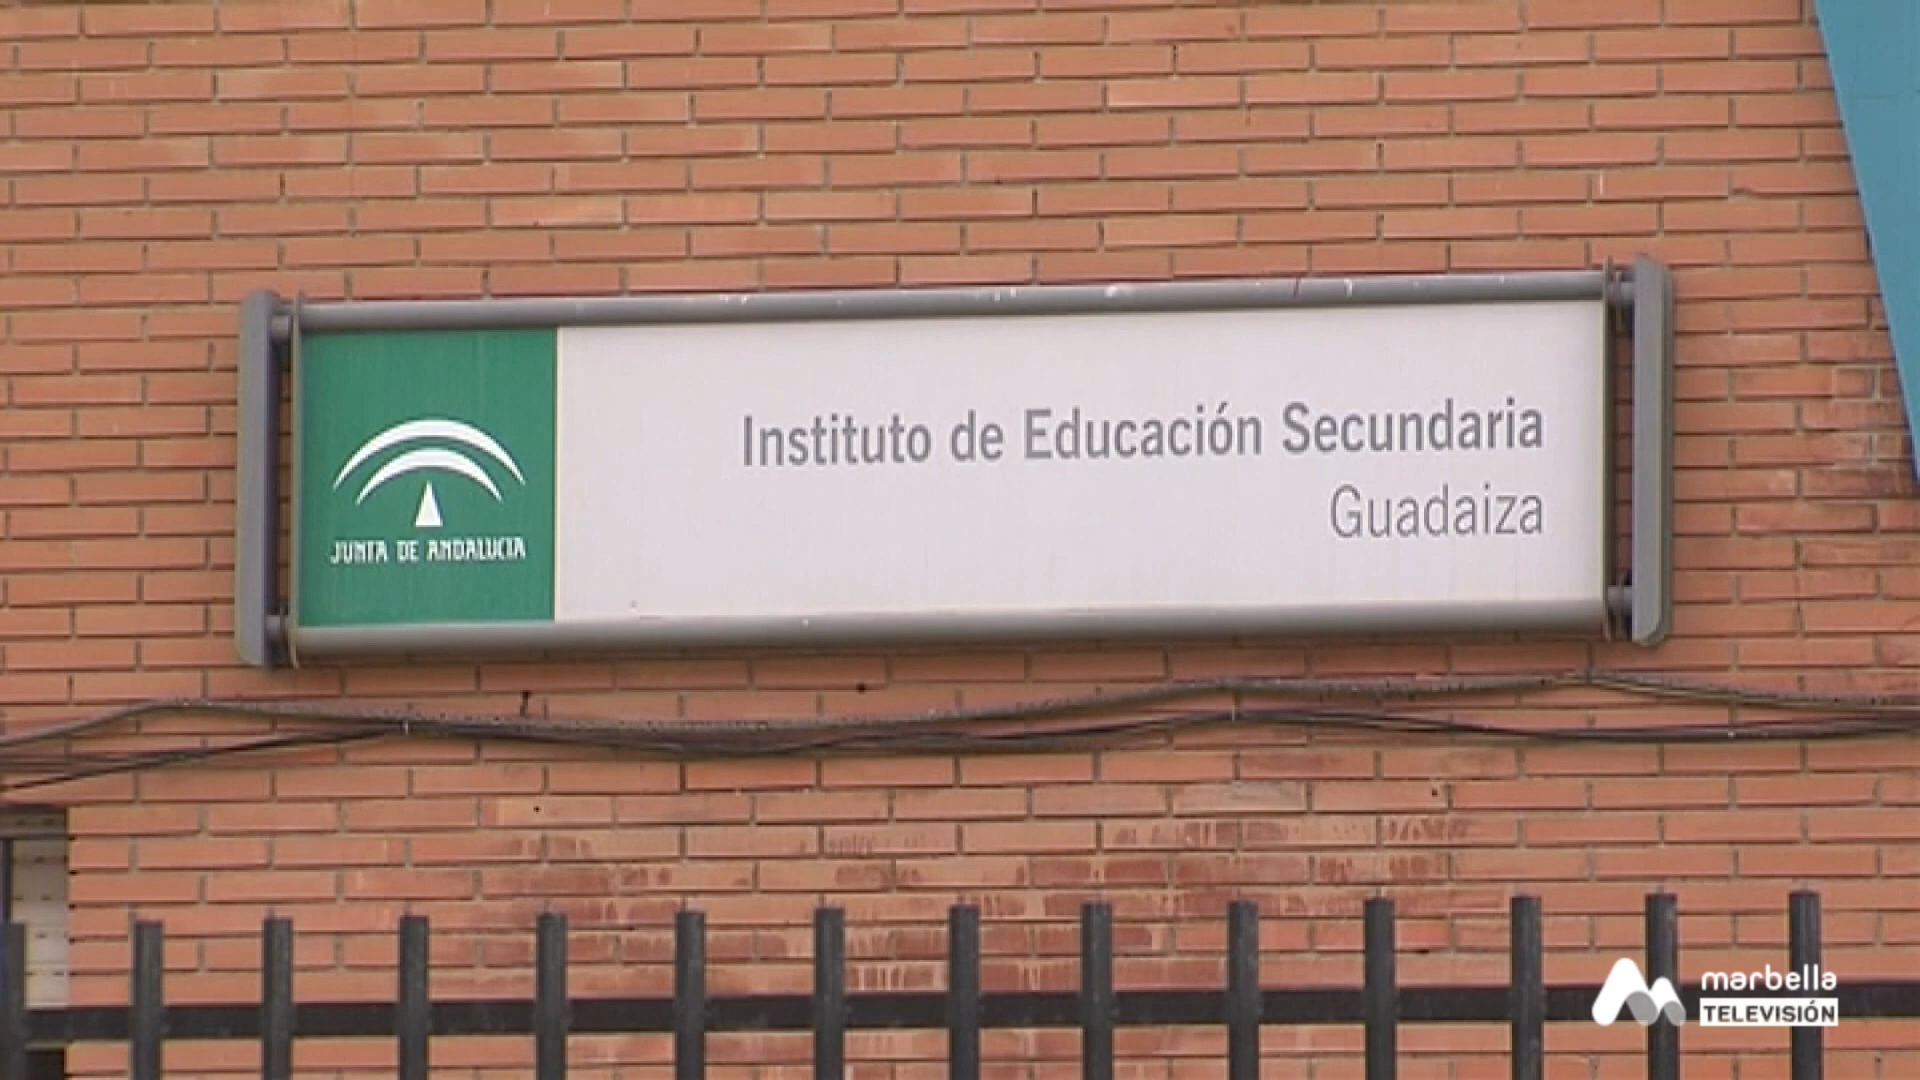 Instituto de Educación Secundaria
Guadaiza
JUNTA DE ANDALUCIA
marbella
TELEVISIÓN